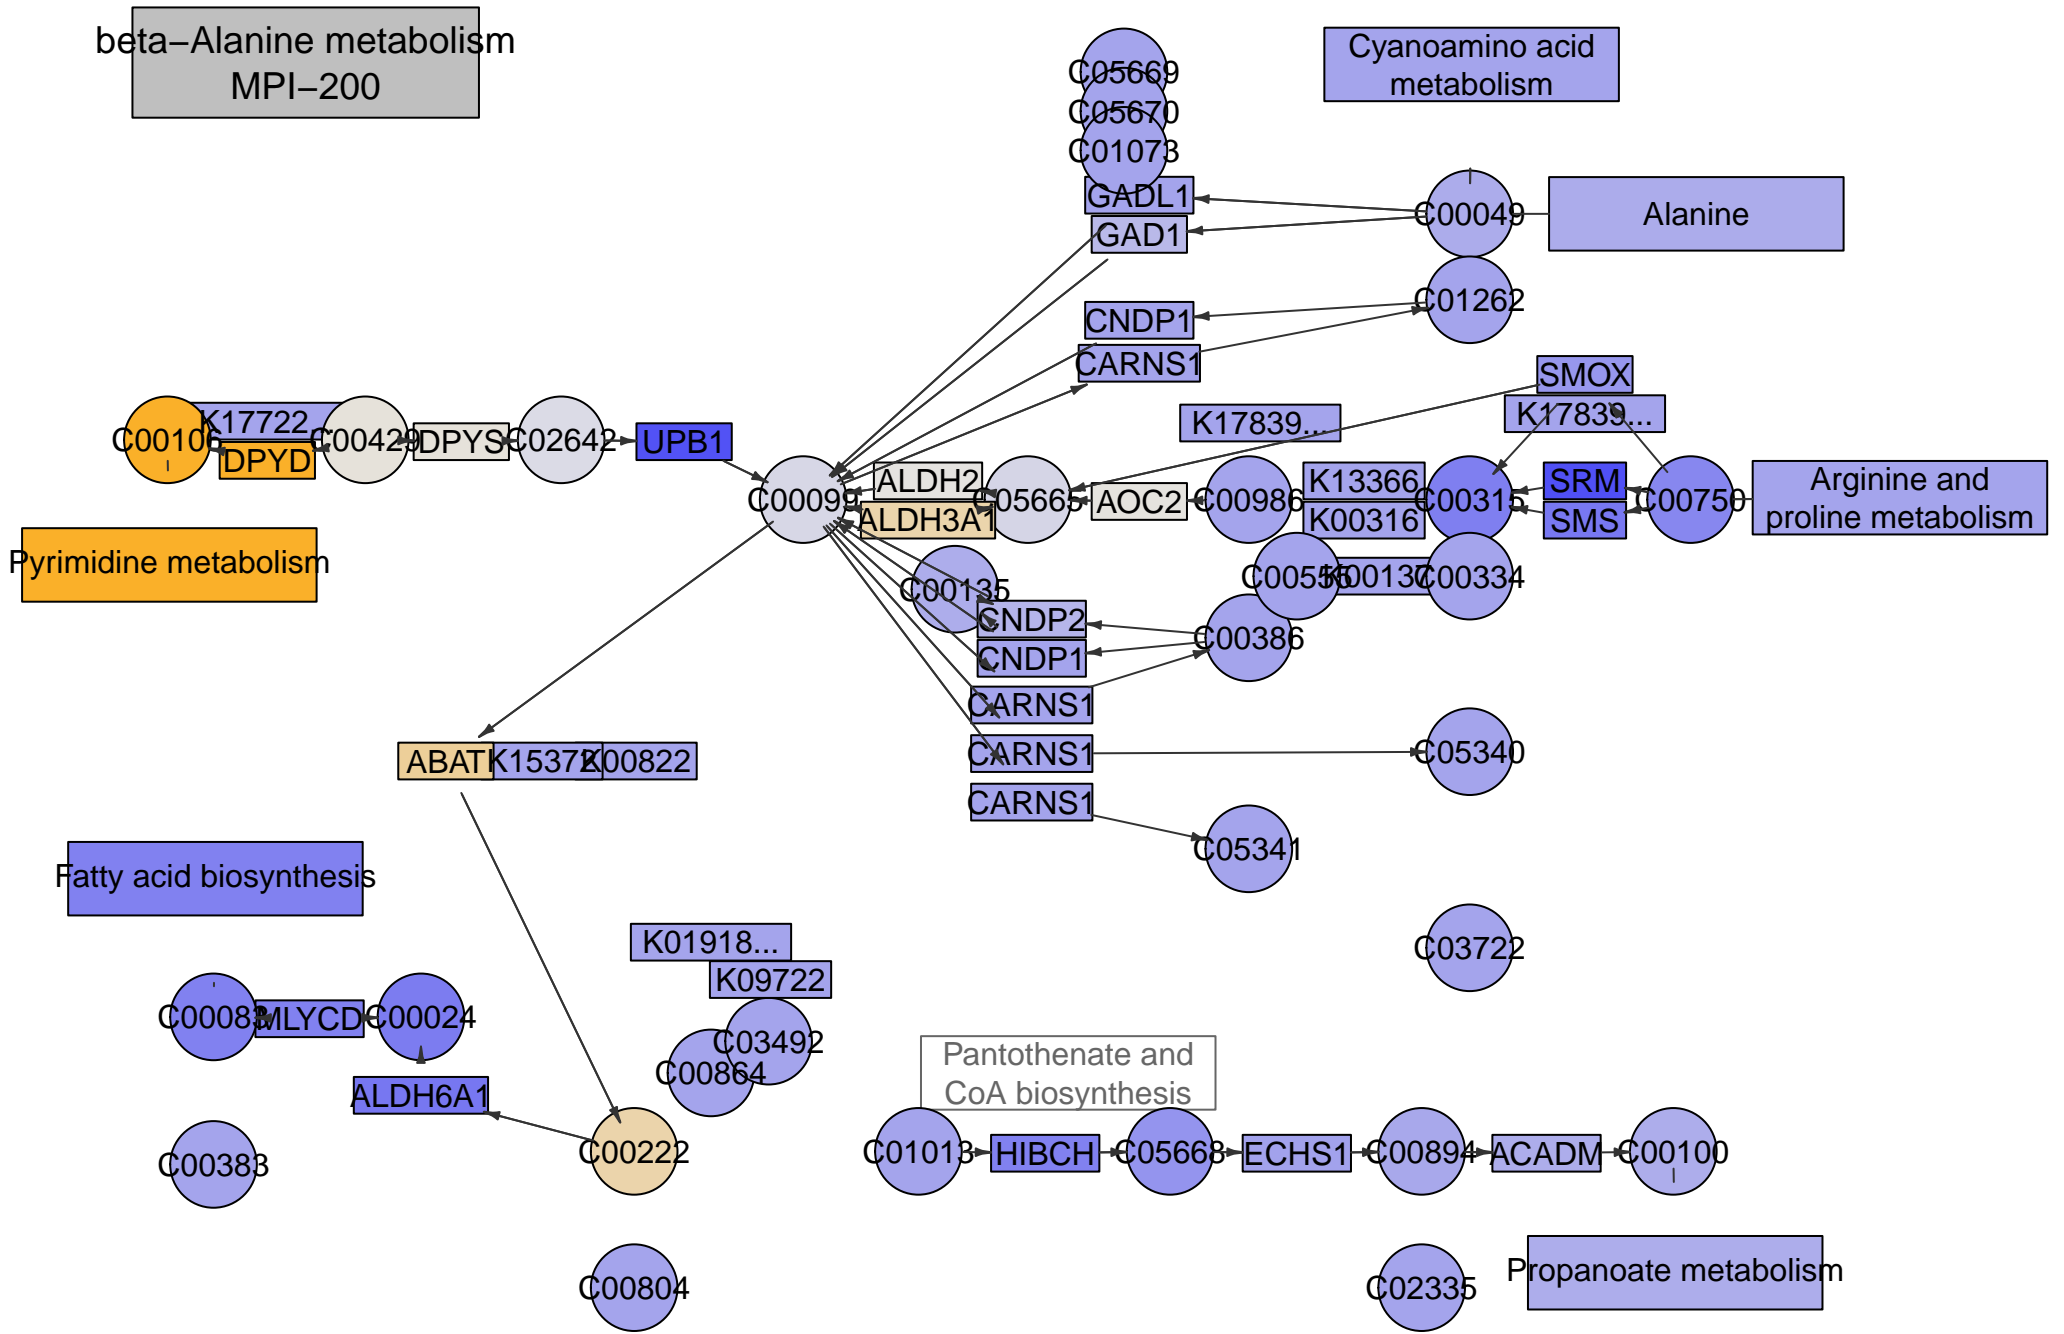 beta−Alanine metabolism
MPI−200
C05669
C05670
C01073
Cyanoamino acid
metabolism
GADL1
GAD1
C00049
Alanine
C01262
CNDP1
CARNS1
SMOX
K17839...
K17839...
C00106
K17722...
DPYD
C00429
DPYS
C02642
UPB1
C00099
ALDH2
ALDH3A1
C05665
AOC2
C00986
K13366
K00316
C00315
SRM
SMS
C00750
Arginine and
proline metabolism
Pyrimidine metabolism
C00135
C00555
K00137
C00334
CNDP2
CNDP1
C00386
CARNS1
CARNS1
CARNS1
C05340
C05341
ABAT
K15372
K00822
Fatty acid biosynthesis
K01918...
K09722
C03722
C00083
MLYCD
C00024
C03492
C00864
Pantothenate and
CoA biosynthesis
ALDH6A1
C00383
C00222
C01013
HIBCH
C05668
ECHS1
C00894
ACADM
C00100
C00804
C02335
Propanoate metabolism